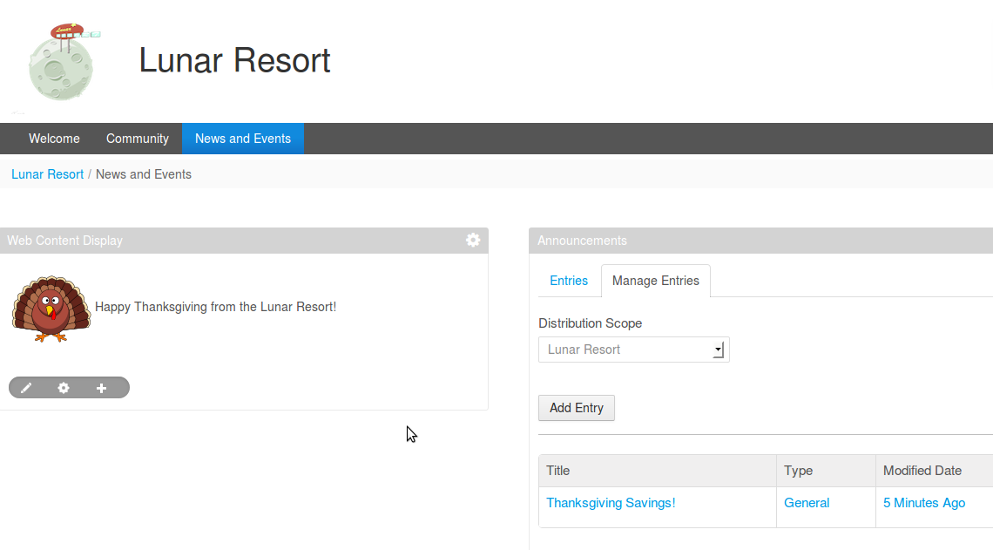 Lunar Resort
Welcome Community News and Events
Lunar Resort / News and Events
Web Content Display
Happy Thanksgiving from the Lunar Resort!
Announcements
Entries Manage Entries
Distribution Scope
Lunar Resort
Add Entry
Title Type Modified Date
Thanksgiving Savings! General 5 Minutes Ago